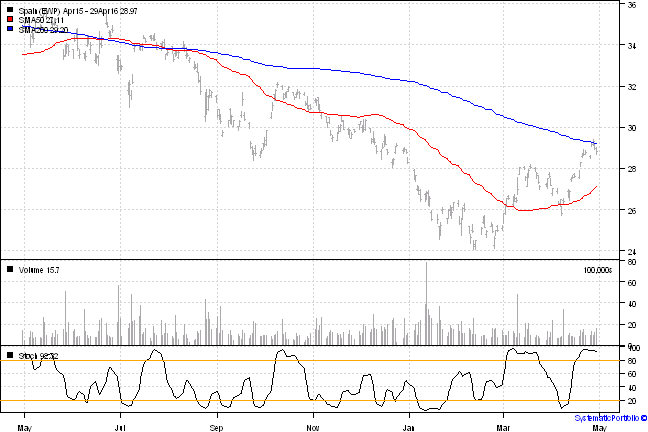 Spain (EWP) Apr15 - 29Apr16 28.97
SMA50 27.11
SMA200 29.20
36
34
32
30
28
26
24
Volume 15.7
100,000s
80
60
40
20
0
Stoch 92.32
100
80
60
40
20
May
Jul
Sep
Nov
Jan
Mar
May
SystematicPortfolio ©